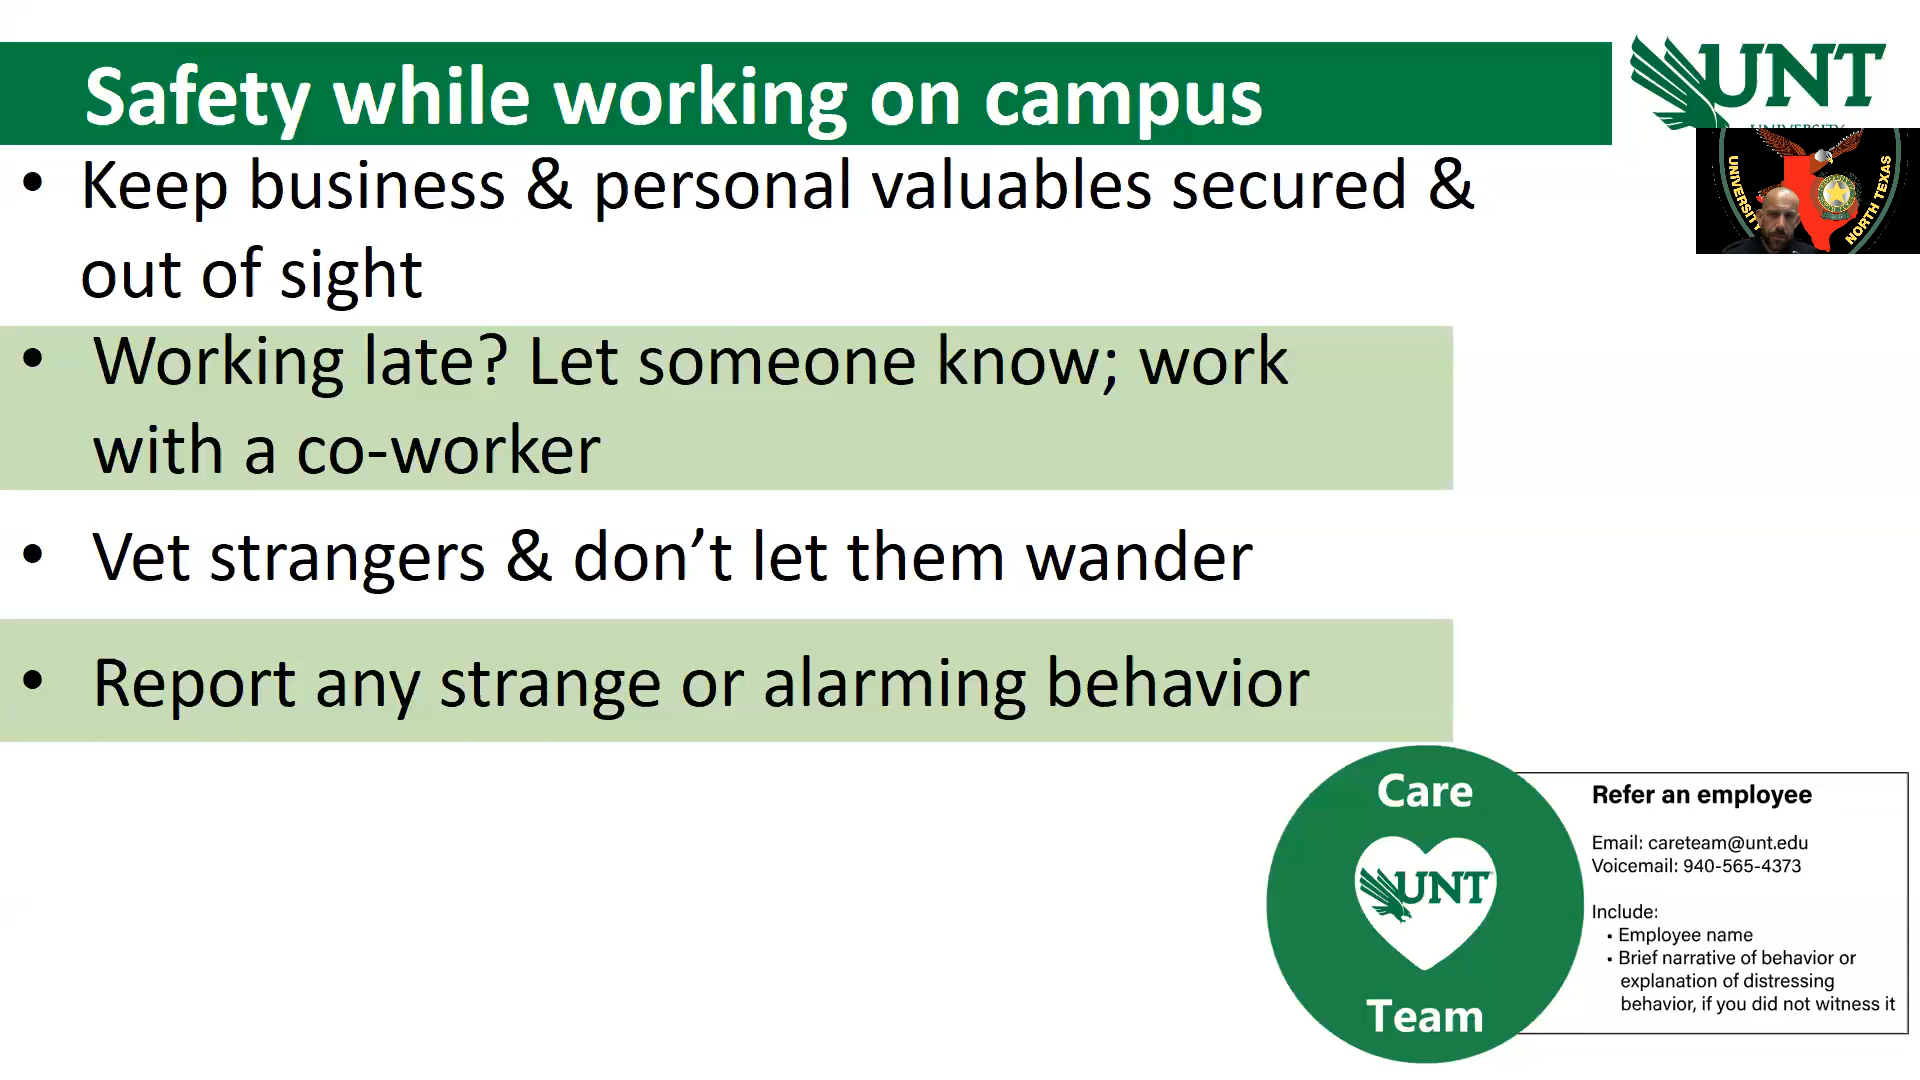 Safety while working on campus
UNT
UNIVERSITY
UNIVERSITY
NORTH TEXAS
• Keep business & personal valuables secured &
out of sight
• Working late? Let someone know; work
with a co-worker
• Vet strangers & don’t let them wander
• Report any strange or alarming behavior
Care
UNT
Team
Refer an employee
Email: careteam@unt.edu
Voicemail: 940-565-4373
Include:
▪ Employee name
▪ Brief narrative of behavior or
explanation of distressing
behavior, if you did not witness it